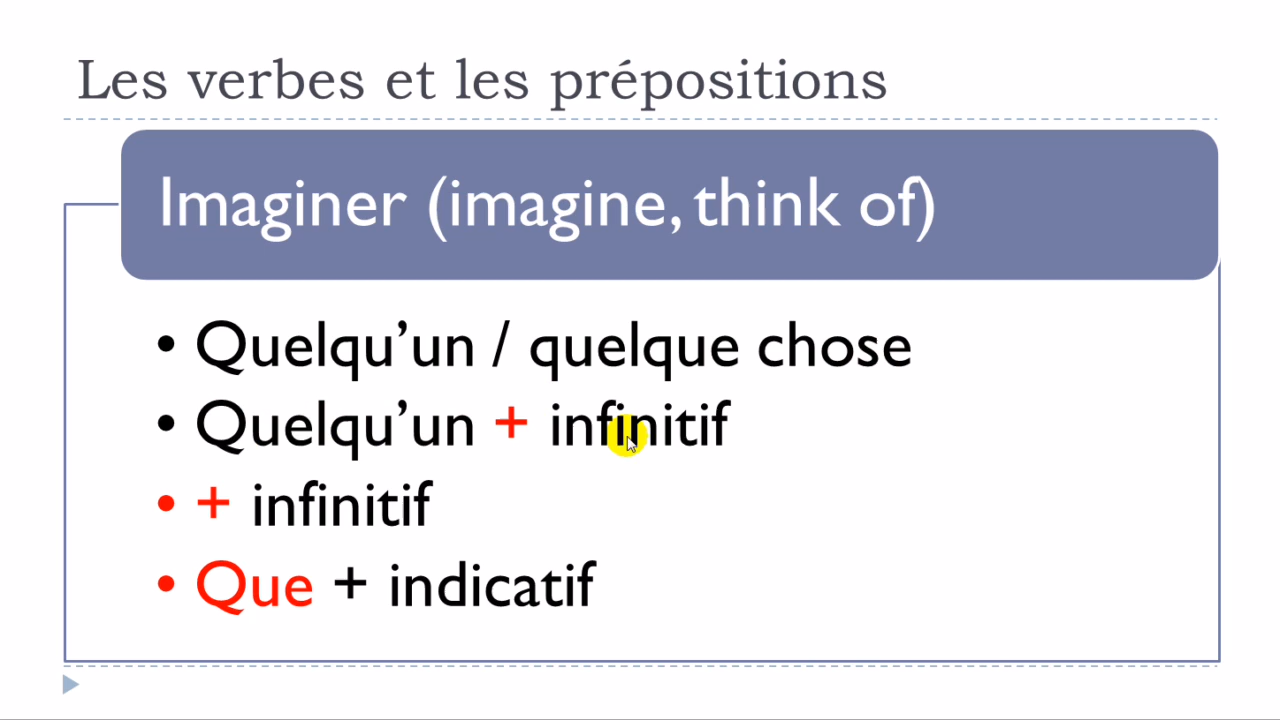 Les verbes et les prépositions
Imaginer (imagine, think of)
• Quelqu’un / quelque chose
• Quelqu’un + infinitif
• + infinitif
• Que + indicatif